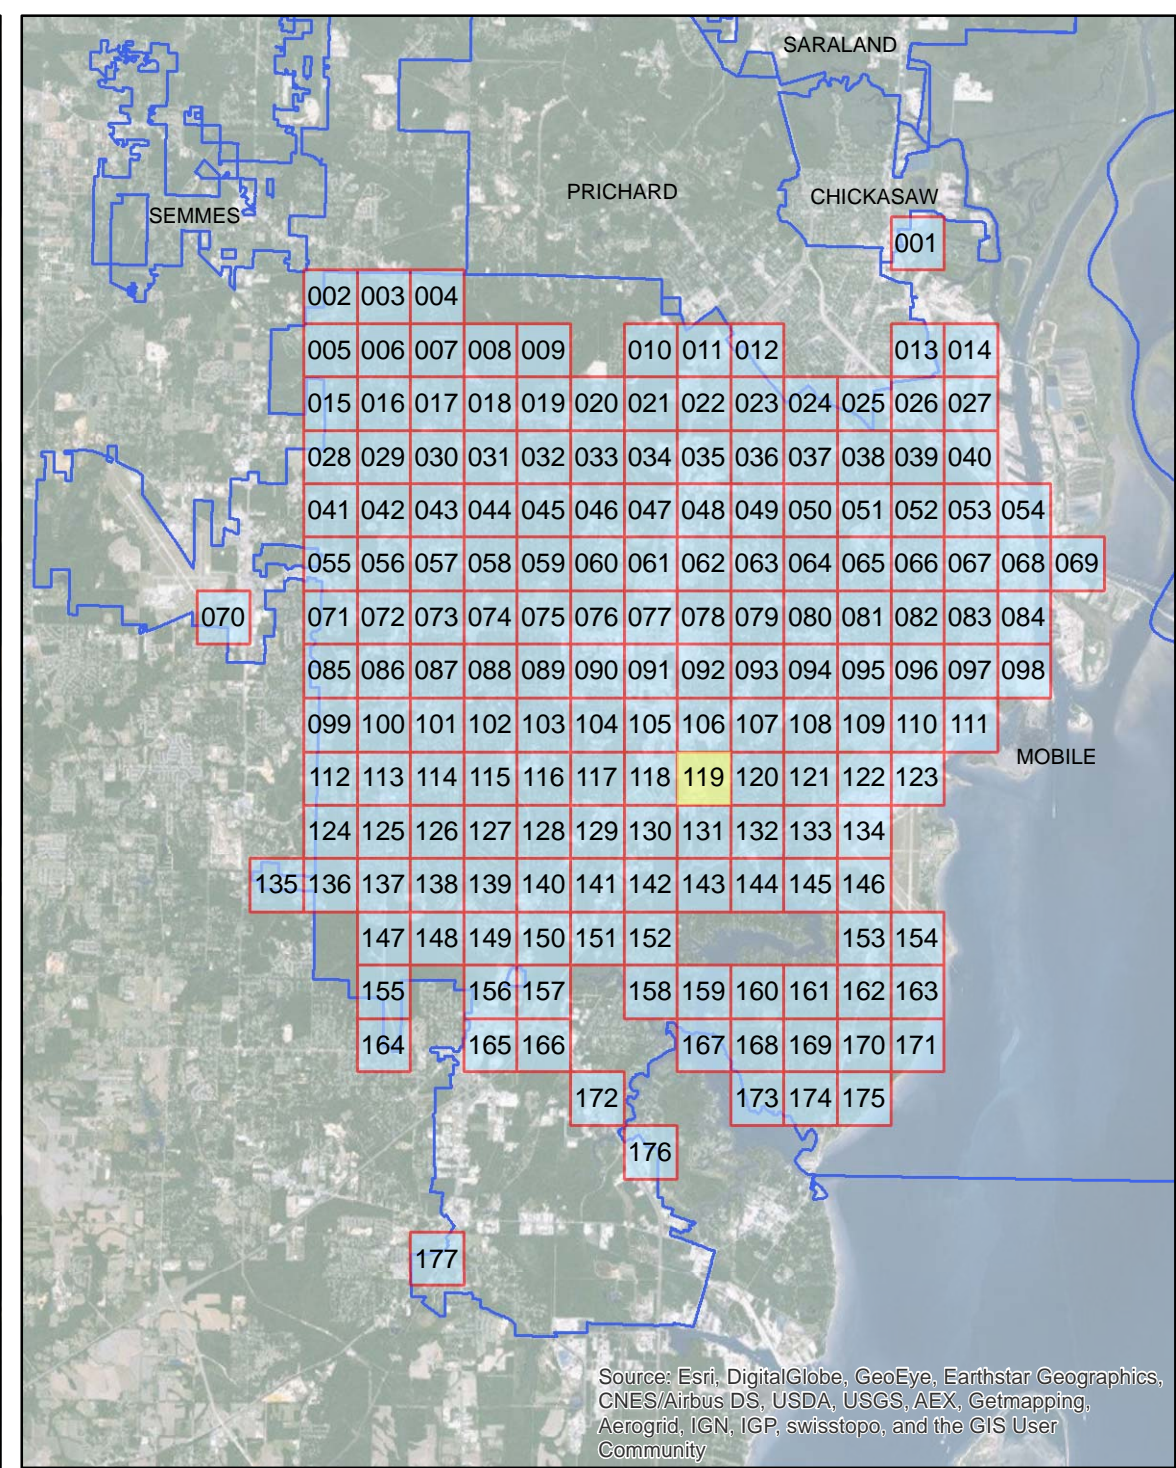 SARALAND
PRICHARD
CHICKASAW
SEMMES
001
002 003 004
005 006 007 008 009 010 011 012 013 014
015 016 017 018 019 020 021 022 023 024 025 026 027
028 029 030 031 032 033 034 035 036 037 038 039 040
041 042 043 044 045 046 047 048 049 050 051 052 053 054
055 056 057 058 059 060 061 062 063 064 065 066 067 068 069
070 071 072 073 074 075 076 077 078 079 080 081 082 083 084
085 086 087 088 089 090 091 092 093 094 095 096 097 098
099 100 101 102 103 104 105 106 107 108 109 110 111
MOBILE
112 113 114 115 116 117 118 119 120 121 122 123
124 125 126 127 128 129 130 131 132 133 134
135 136 137 138 139 140 141 142 143 144 145 146
147 148 149 150 151 152 153 154
155 156 157 158 159 160 161 162 163
164 165 166 167 168 169 170 171
172 173 174 175
176
177
Source: Esri, DigitalGlobe, GeoEye, Earthstar Geographics,
CNES/Airbus DS, USDA, USGS, AEX, Getmapping,
Aerogrid, IGN, IGP, swisstopo, and the GIS User
Community